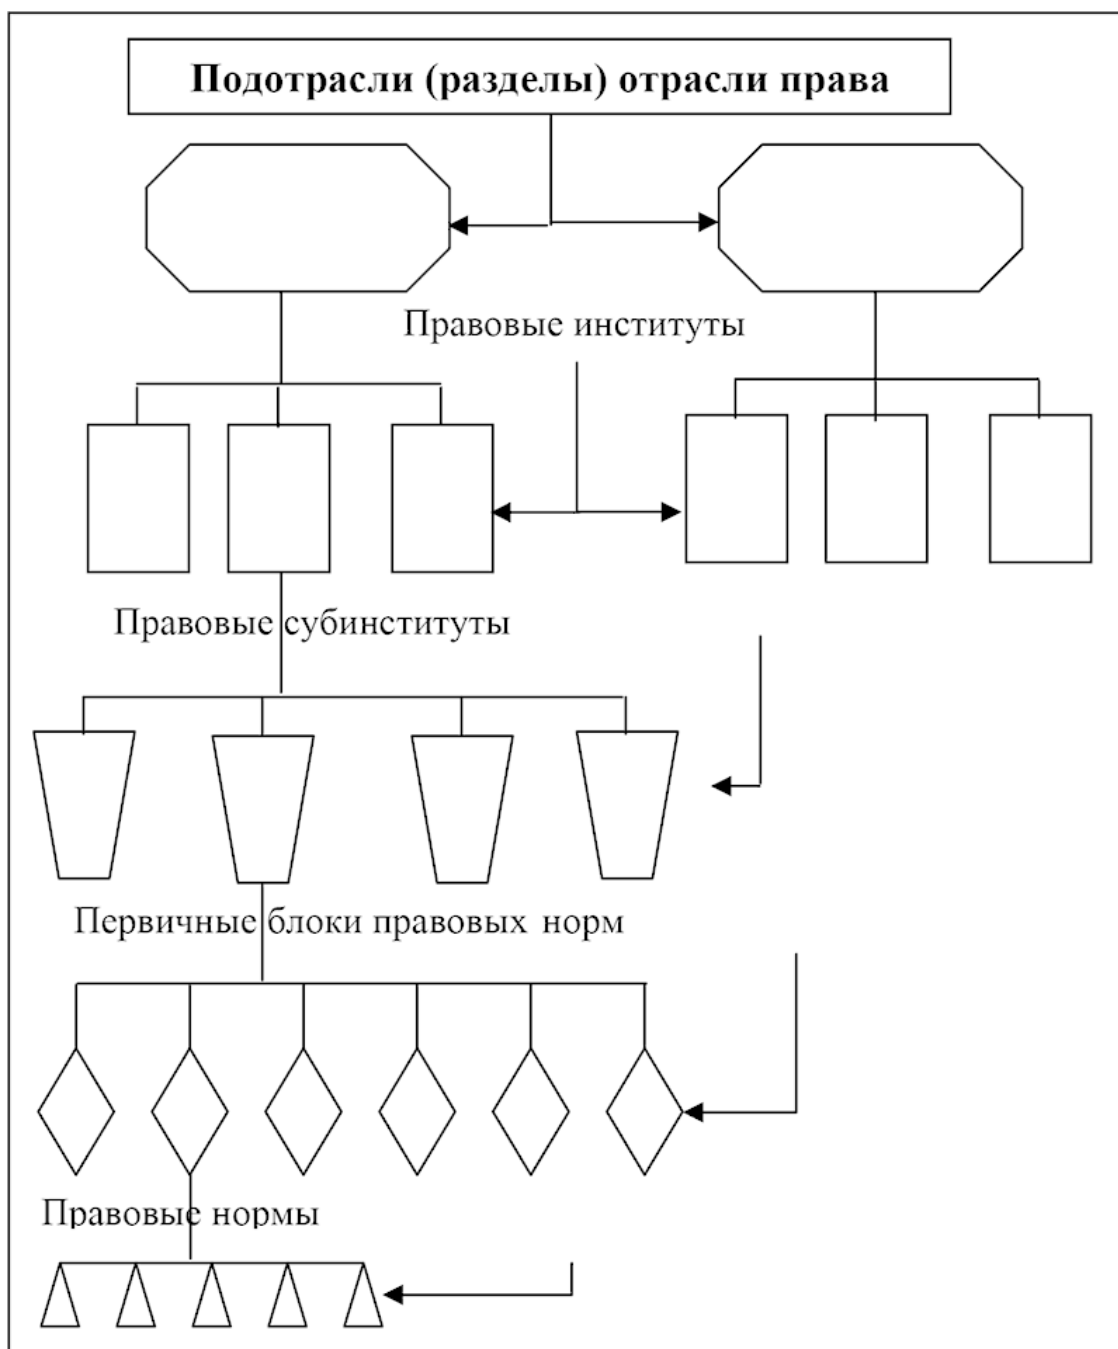 Подотрасли (разделы) отрасли права
Правовые институты
Правовые субинституты
Первичные блоки правовых норм
Правовые нормы